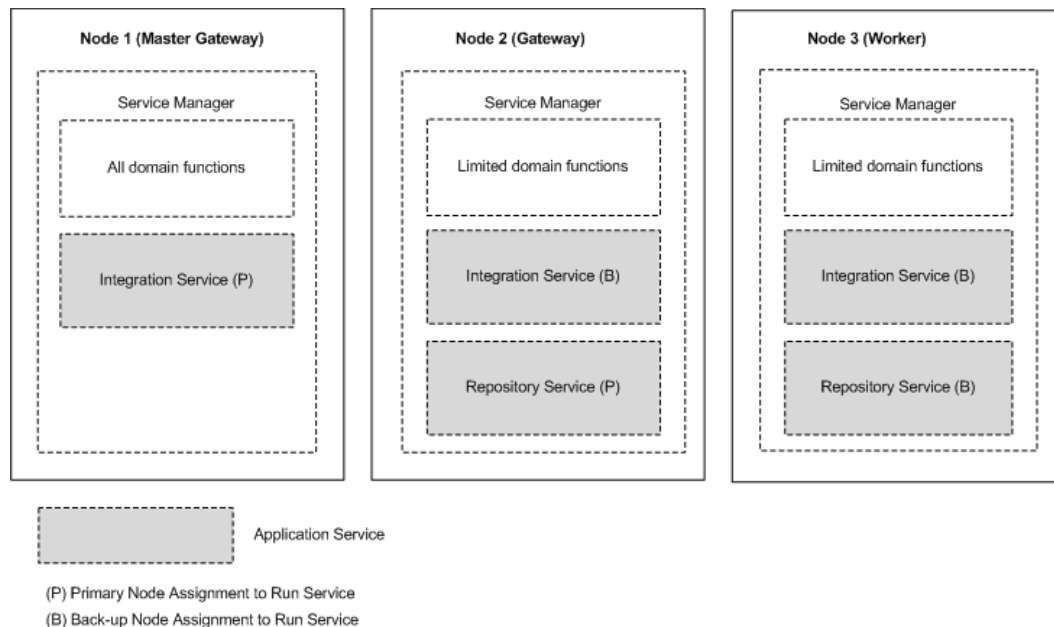 Node 1 (Master Gateway)
Service Manager
All domain functions
Integration Service (P)
Node 2 (Gateway)
Service Manager
Limited domain functions
Integration Service (B)
Repository Service (P)
Node 3 (Worker)
Service Manager
Limited domain functions
Integration Service (B)
Repository Service (B)
Application Service
(P) Primary Node Assignment to Run Service
(B) Back-up Node Assignment to Run Service